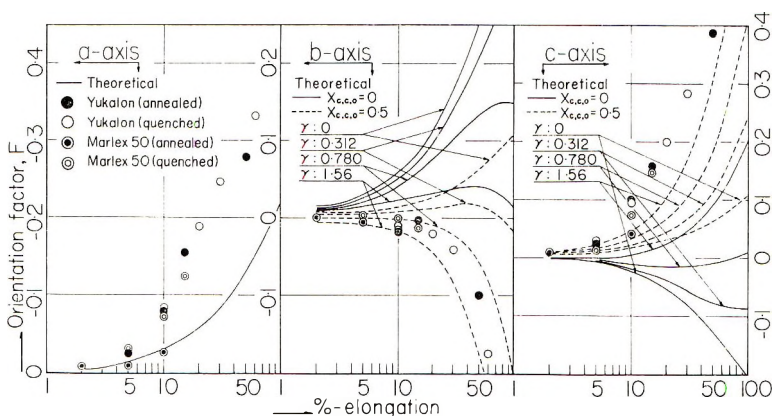 a-axis
Theoretical
Yukalon (annealed)
Yukalon (quenched)
Marlex 50 (annealed)
Marlex 50 (quenched)
b-axis
Theoretical
Xc,c,o=0
Xc,c,o=0.5
γ: 0
γ: 0.312
γ: 0.780
γ: 1.56
c-axis
Theoretical
Xc,c,o=0
Xc,c,o=0.5
γ: 0
γ: 0.312
γ: 0.780
γ: 1.56
Orientation factor, F
-0.4
-0.3
-0.2
-0.1
0
0.2
0.1
0
-0.1
0.4
0.3
0.2
0.1
0
-0.1
1 5 10 50 1 5 10 50 1 5 10 50 100
%-elongation